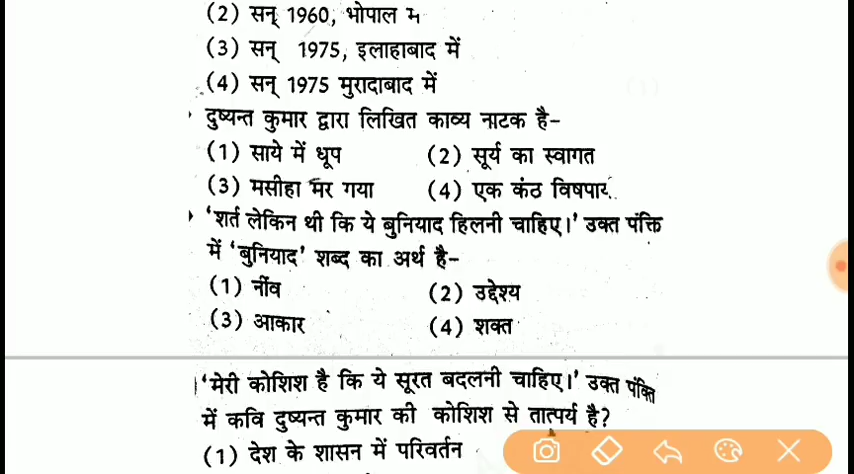 (2) सन् 1960, भोपाल म
(3) सन् 1975, इलाहाबाद में
(4) सन् 1975 मुरादाबाद में
दुष्यन्त कुमार द्वारा लिखित काव्य नाटक है-
(1) साये में धूप (2) सूर्य का स्वागत
(3) मसीहा मर गया (4) एक कंठ विषपायी
'शर्त लेकिन थी कि ये बुनियाद हिलनी चाहिए।' उक्त पंक्ति
में 'बुनियाद' शब्द का अर्थ है-
(1) नींव (2) उद्देश्य
(3) आकार (4) शक्त
'मेरी कोशिश है कि ये सूरत बदलनी चाहिए।' उक्त पंक्ति
में कवि दुष्यन्त कुमार की कोशिश से तात्पर्य है?
(1) देश के शासन में परिवर्तन